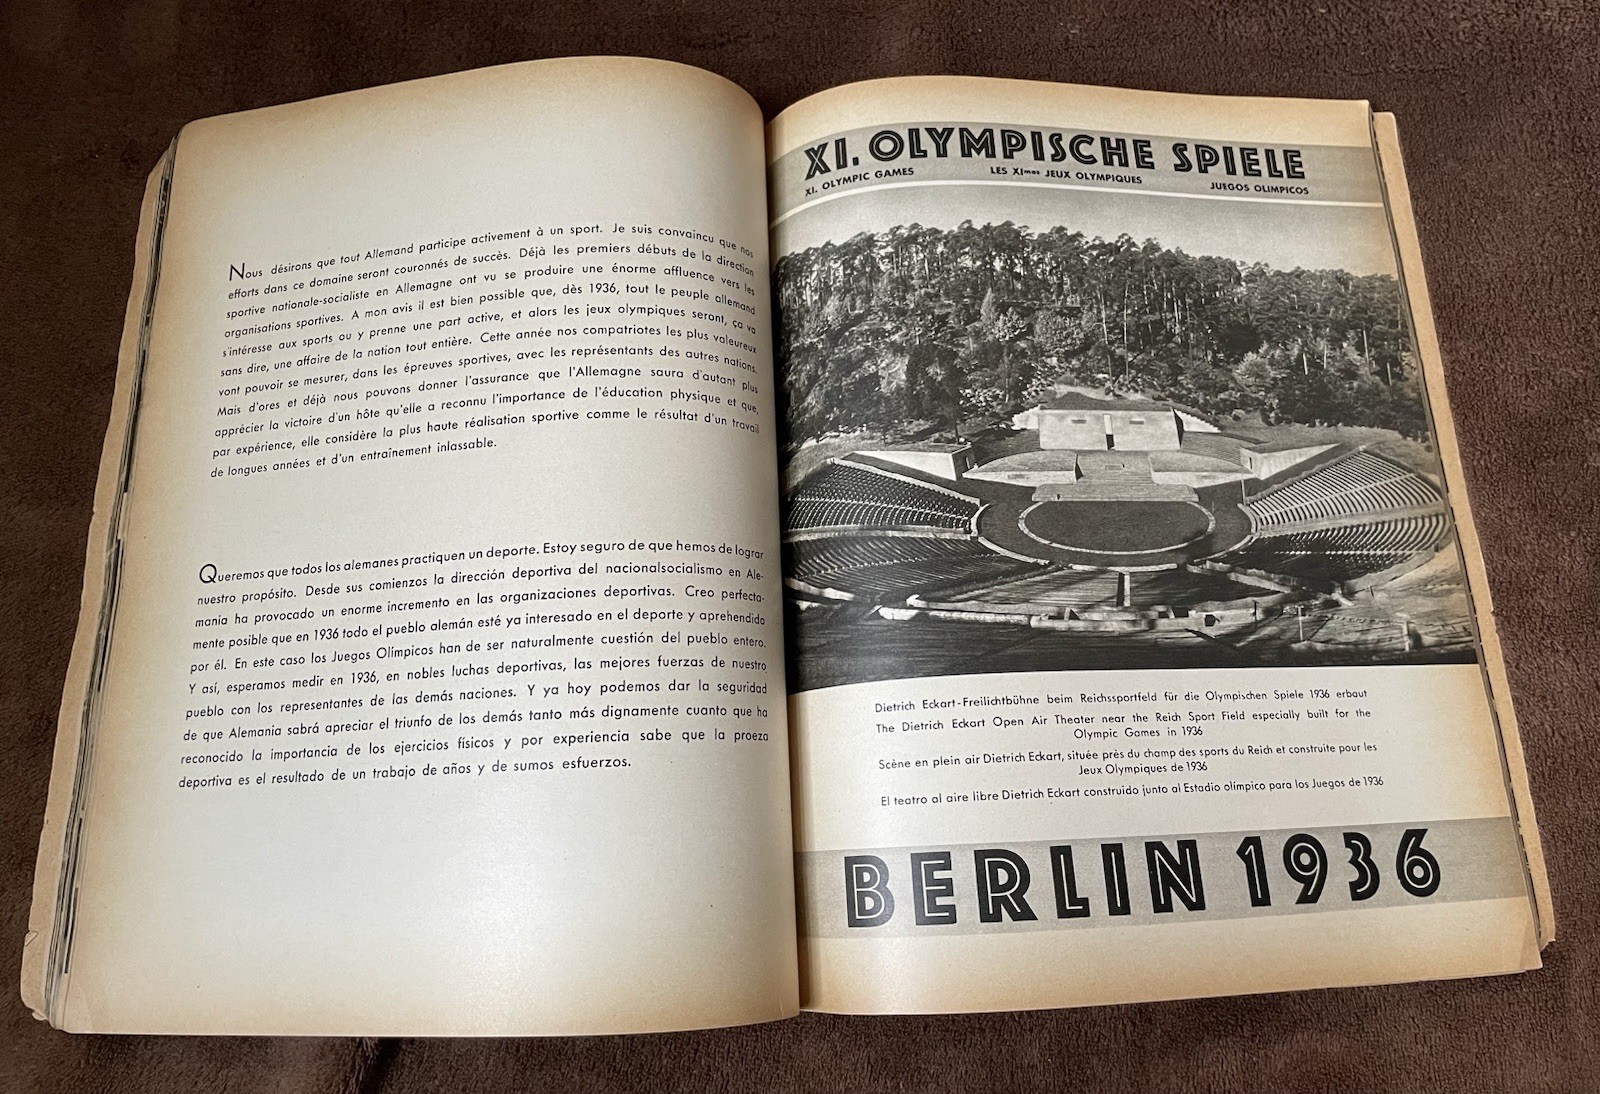 Nous désirons que tout Allemand participe activement à un sport. Je suis convaincu que nos
efforts dans ce domaine seront couronnés de succès. Déjà les premiers débuts de la direction
sportive nationale-socialiste en Allemagne ont vu se produire une énorme affluence vers les
organisations sportives. A mon avis il est bien possible que, dès 1936, tout le peuple allemand
s'intéresse aux sports ou y prenne une part active, et alors les jeux olympiques seront, ça va
sans dire, une affaire de la nation tout entière. Cette année nos compatriotes les plus valeureux
vont pouvoir se mesurer, dans les épreuves sportives, avec les représentants des autres nations.
Mais d'ores et déjà nous pouvons donner l'assurance que l'Allemagne saura d'autant plus
apprécier la victoire d'un hôte qu'elle a reconnu l'importance de l'éducation physique et que,
par expérience, elle considère la plus haute réalisation sportive comme le résultat d'un travail
de longues années et d'un entraînement inlassable.
Queremos que todos los alemanes practiquen un deporte. Estoy seguro de que hemos de lograr
nuestro propósito. Desde sus comienzos la dirección deportiva del nacionalsocialismo en Ale-
mania ha provocado un enorme incremento en las organizaciones deportivas. Creo perfecta-
mente posible que en 1936 todo el pueblo alemán esté ya interesado en el deporte y aprehendido
por él. En este caso los Juegos Olímpicos han de ser naturalmente cuestión del pueblo entero.
Y así, esperamos medir en 1936, en nobles luchas deportivas, las mejores fuerzas de nuestro
pueblo con los representantes de las demás naciones. Y ya hoy podemos dar la seguridad
de que Alemania sabrá apreciar el triunfo de los demás tanto más dignamente cuanto que ha
reconocido la importancia de los ejercicios físicos y por experiencia sabe que la proeza
deportiva es el resultado de un trabajo de años y de sumos esfuerzos.
XI. OLYMPISCHE SPIELE
XI. OLYMPIC GAMES LES XImes JEUX OLYMPIQUES JUEGOS OLIMPICOS
Dietrich Eckart-Freilichtbühne beim Reichssportfeld für die Olympischen Spiele 1936 erbaut
The Dietrich Eckart Open Air Theater near the Reich Sport Field especially built for the
Olympic Games in 1936
Scène en plein air Dietrich Eckart, située près du champ des sports du Reich et construite pour les
Jeux Olympiques de 1936
El teatro al aire libre Dietrich Eckart construido junto al Estadio olímpico para los Juegos de 1936
BERLIN 1936